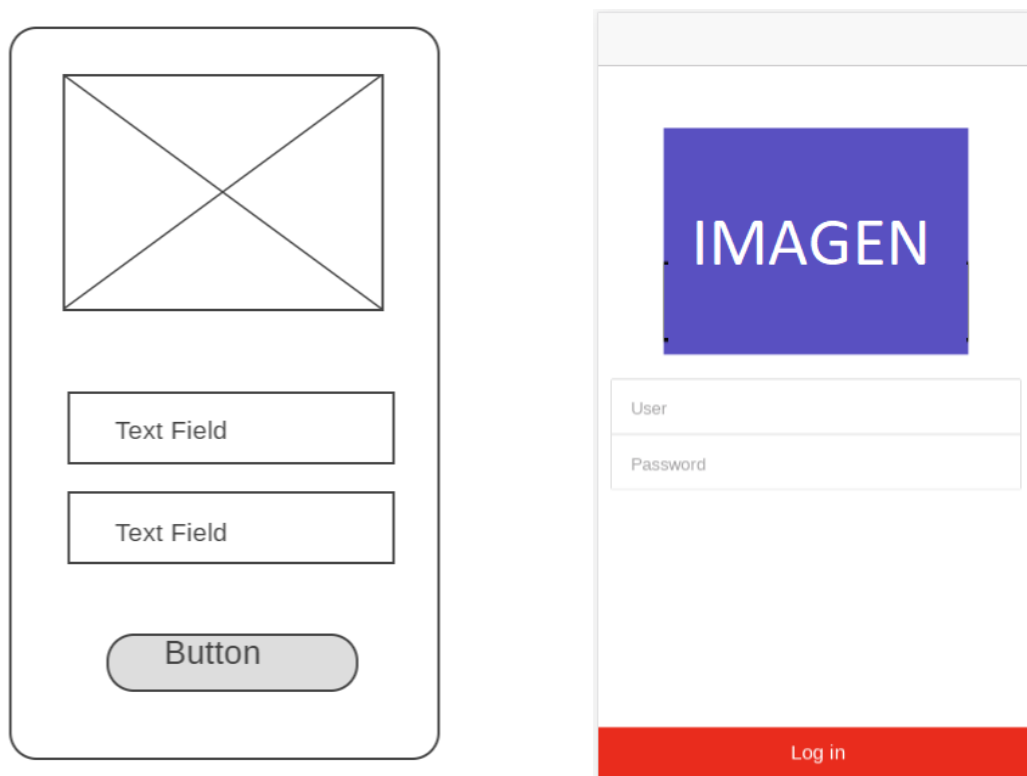 Text Field
Text Field
Button
IMAGEN
User
Password
Log in